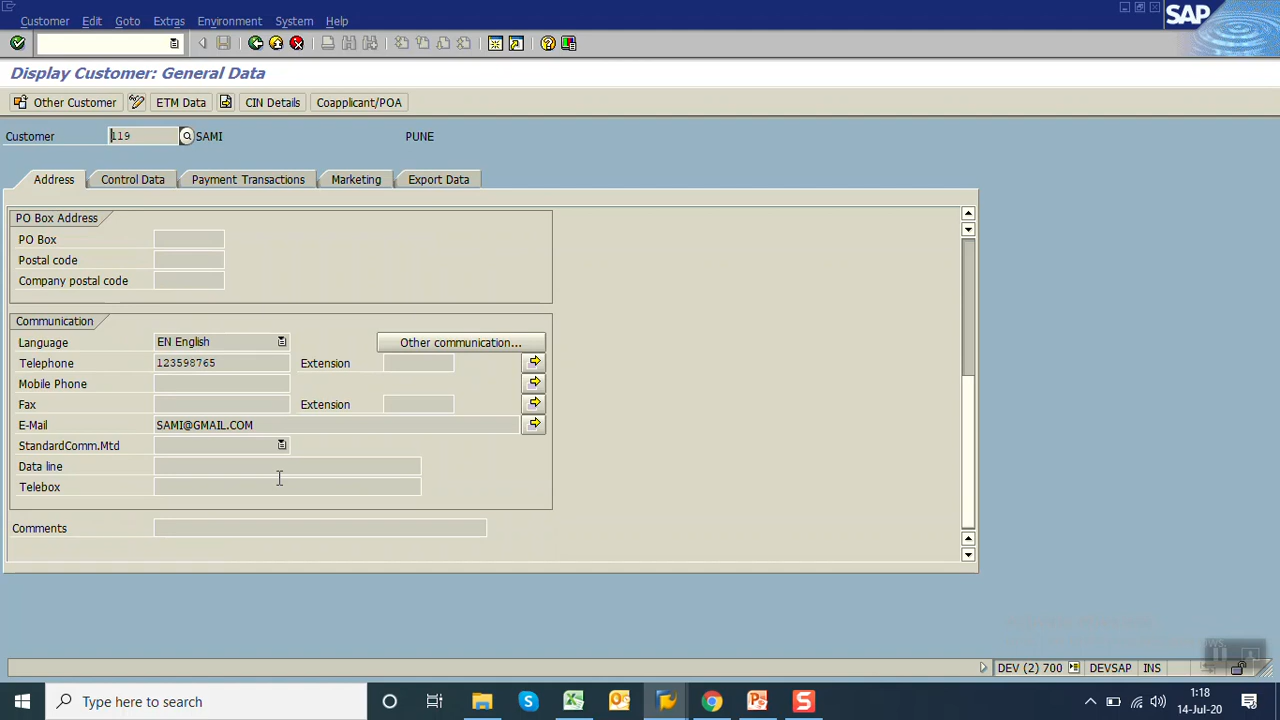 Customer Edit Goto Extras Environment System Help
SAP
Display Customer: General Data
Other Customer ETM Data CIN Details Coapplicant/POA
Customer 119 SAMI PUNE
Address Control Data Payment Transactions Marketing Export Data
PO Box Address
PO Box
Postal code
Company postal code
Communication
Language EN English Other communication...
Telephone 123598765 Extension
Mobile Phone
Fax Extension
E-Mail SAMI@GMAIL.COM
StandardComm.Mtd
Data line
Telebox
Comments
DEV (2) 700 DEVSAP INS
Type here to search
1:18
14-Jul-20